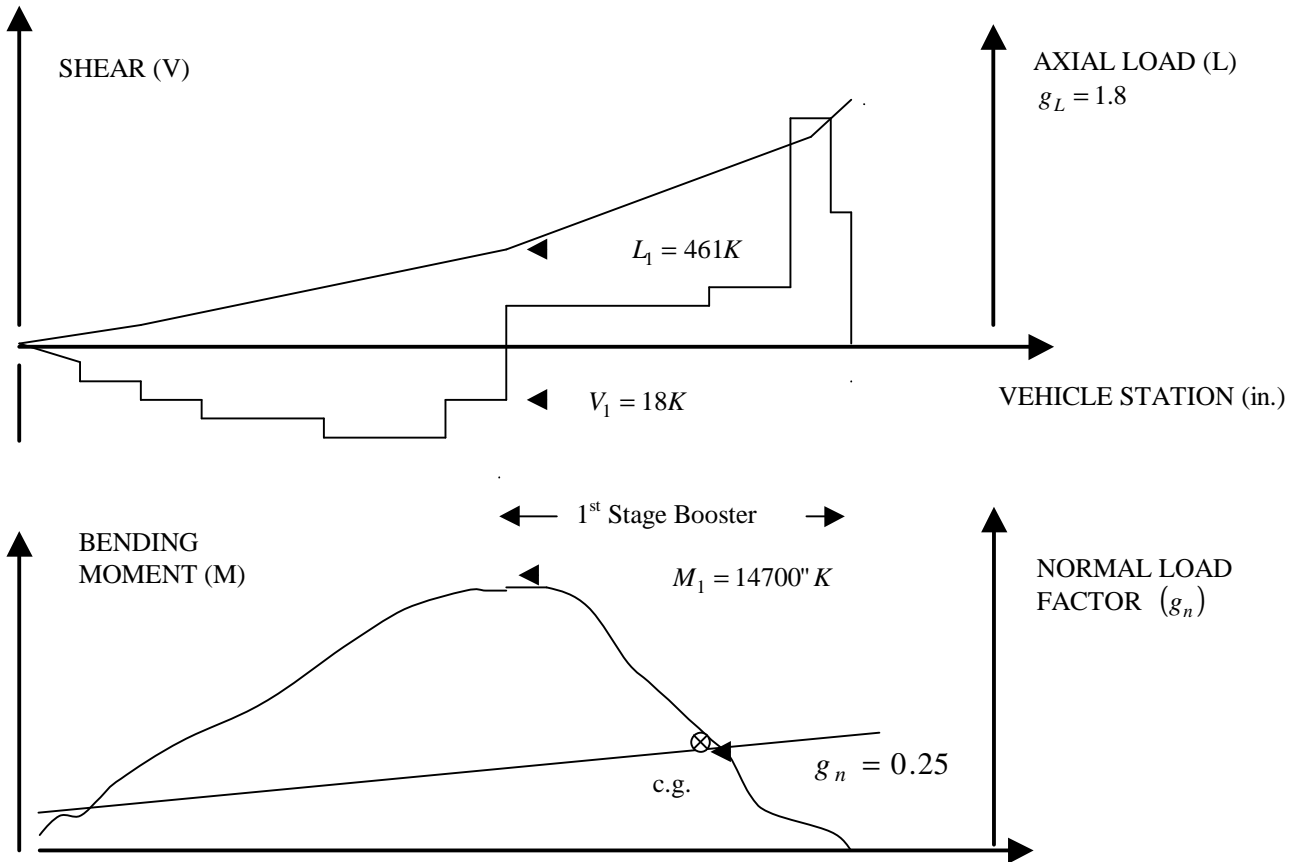 SHEAR (V)
AXIAL LOAD (L)
g_L = 1.8
L_1 = 461K
V_1 = 18K
VEHICLE STATION (in.)
1st Stage Booster
BENDING
MOMENT (M)
M_1 = 14700" K
NORMAL LOAD
FACTOR (g_n)
g_n = 0.25
c.g.